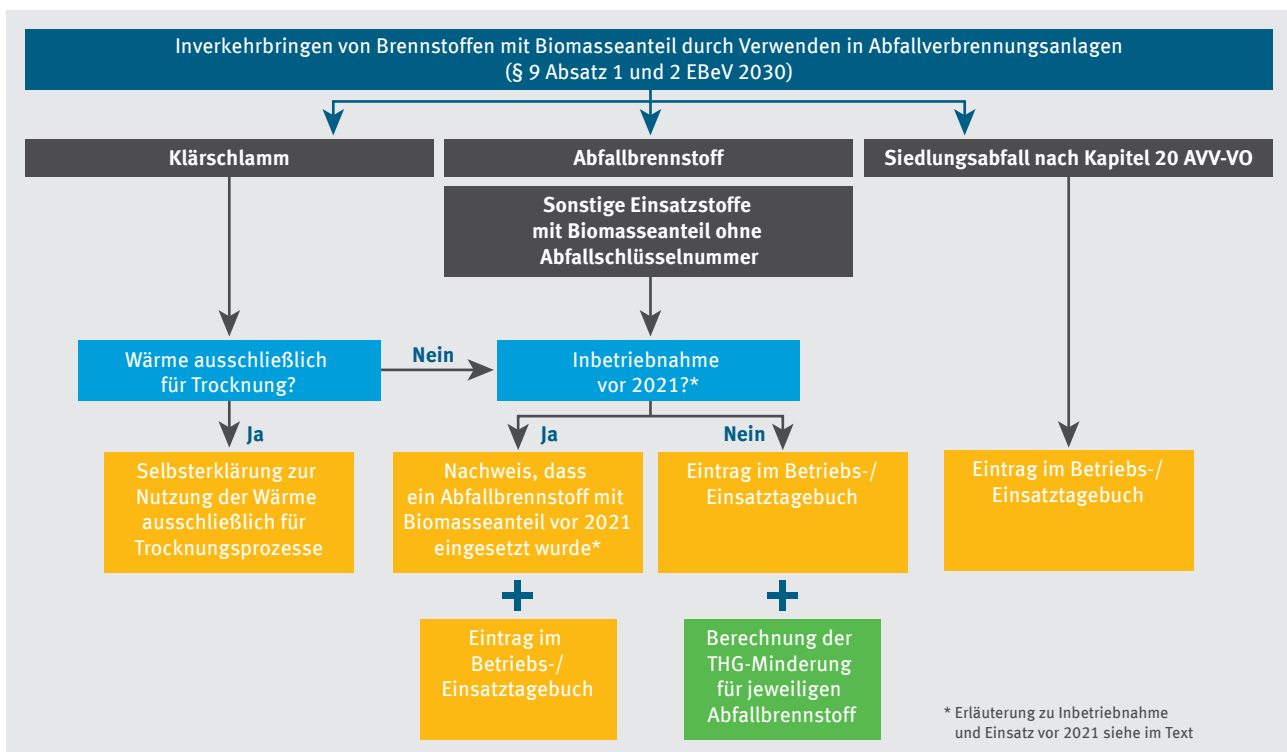 Inverkehrbringen von Brennstoffen mit Biomasseanteil durch Verwenden in Abfallverbrennungsanlagen
(§ 9 Absatz 1 und 2 EBeV 2030)
Klärschlamm
Abfallbrennstoff
Siedlungsabfall nach Kapitel 20 AVV-VO
Sonstige Einsatzstoffe
mit Biomasseanteil ohne
Abfallschlüsselnummer
Wärme ausschließlich
für Trocknung?
Nein
Inbetriebnahme
vor 2021?*
Ja
Ja
Nein
Selbsterklärung zur
Nutzung der Wärme
ausschließlich für
Trocknungsprozesse
Nachweis, dass
ein Abfallbrennstoff mit
Biomasseanteil vor 2021
eingesetzt wurde*
Eintrag im Betriebs-/
Einsatztagebuch
Eintrag im Betriebs-/
Einsatztagebuch
+
+
Eintrag im
Betriebs-/
Einsatztagebuch
Berechnung der
THG-Minderung
für jeweiligen
Abfallbrennstoff
* Erläuterung zu Inbetriebnahme
und Einsatz vor 2021 siehe im Text